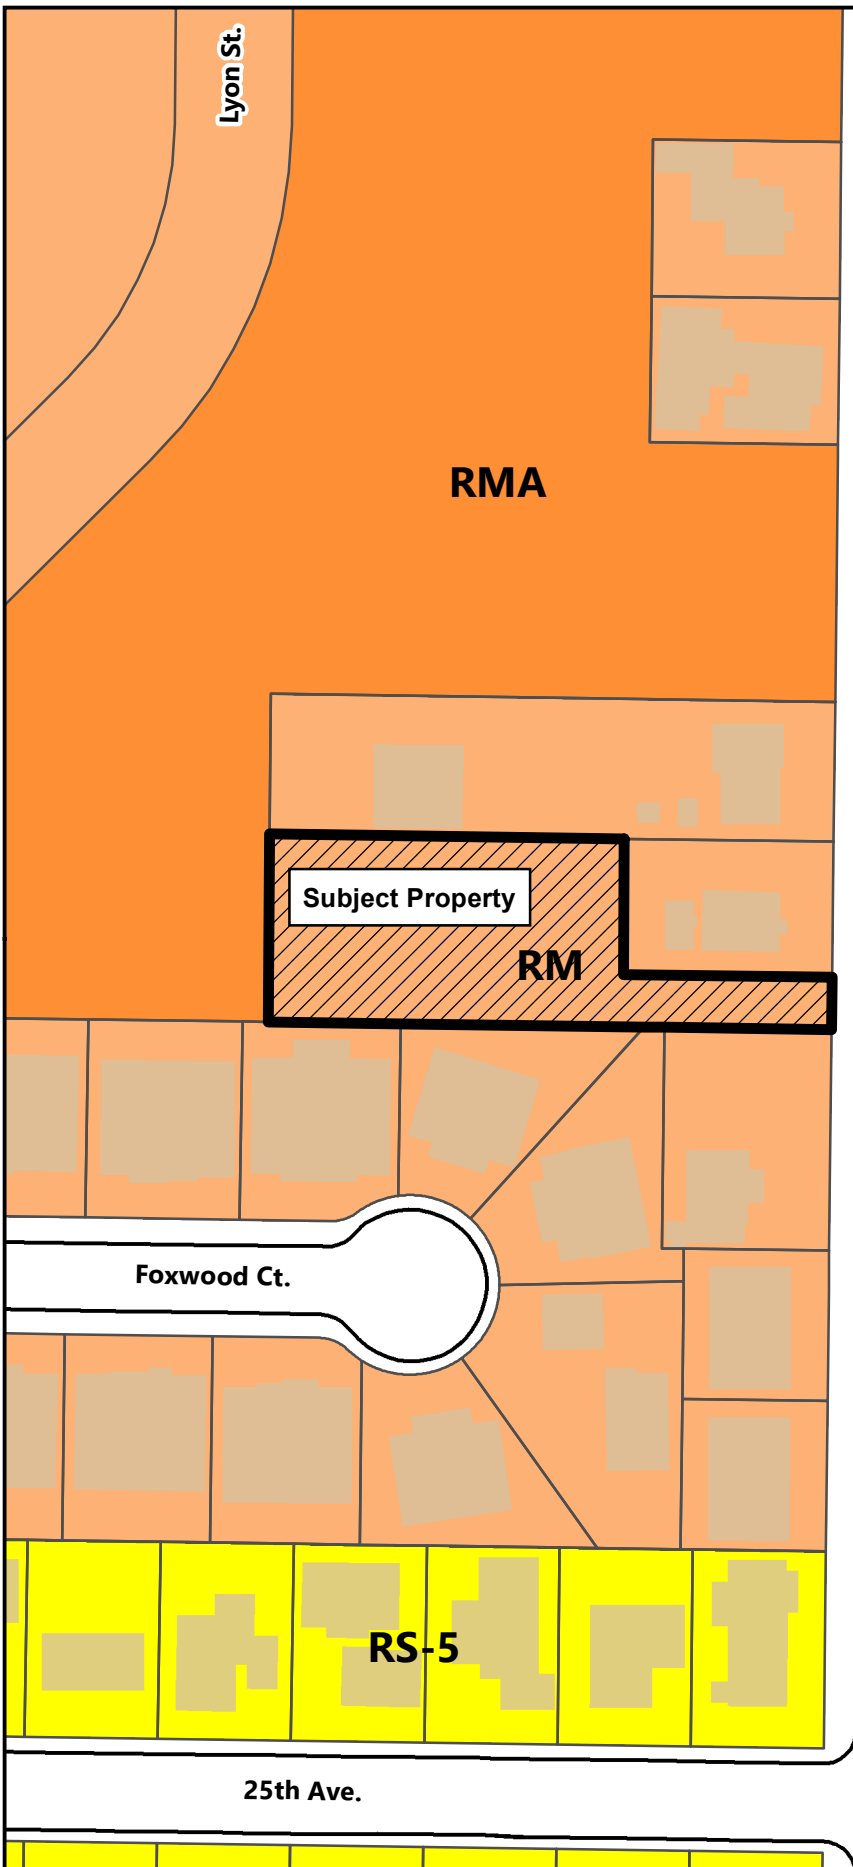 Lyon St.
RMA
Subject Property
RM
Foxwood Ct.
RS-5
25th Ave.